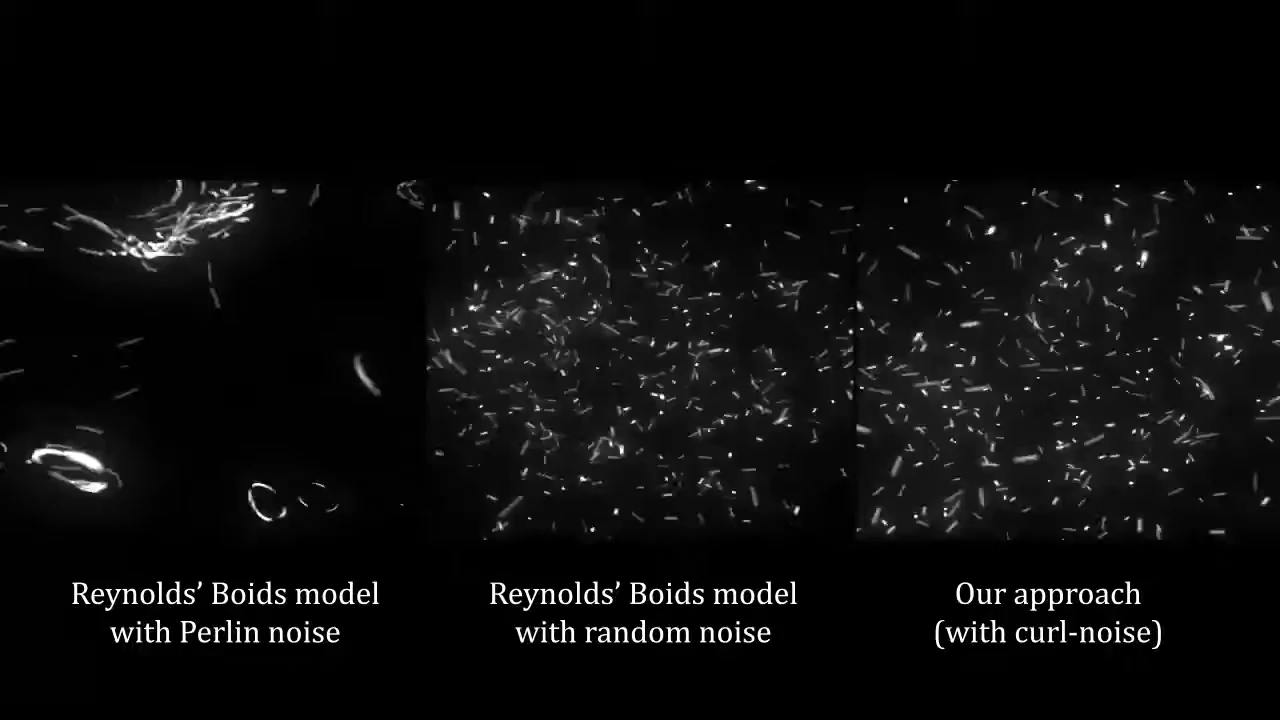 Reynolds’ Boids model
with Perlin noise
Reynolds’ Boids model
with random noise
Our approach
(with curl-noise)